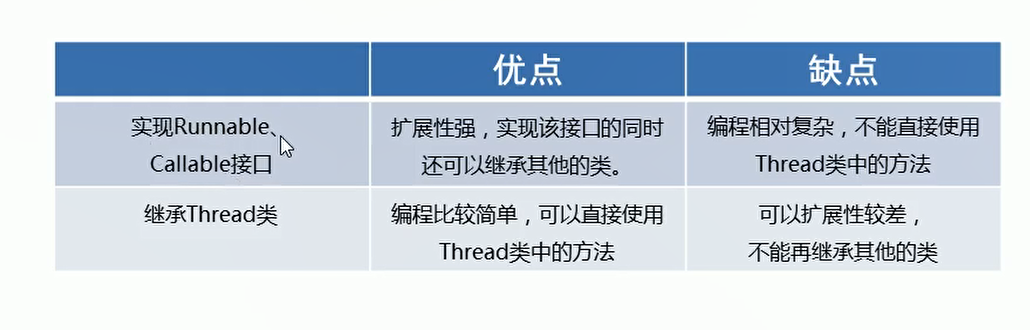 优点
缺点
实现Runnable、
Callable接口
扩展性强，实现该接口的同时
还可以继承其他的类。
编程相对复杂，不能直接使用
Thread类中的方法
继承Thread类
编程比较简单，可以直接使用
Thread类中的方法
可以扩展性较差，
不能再继承其他的类